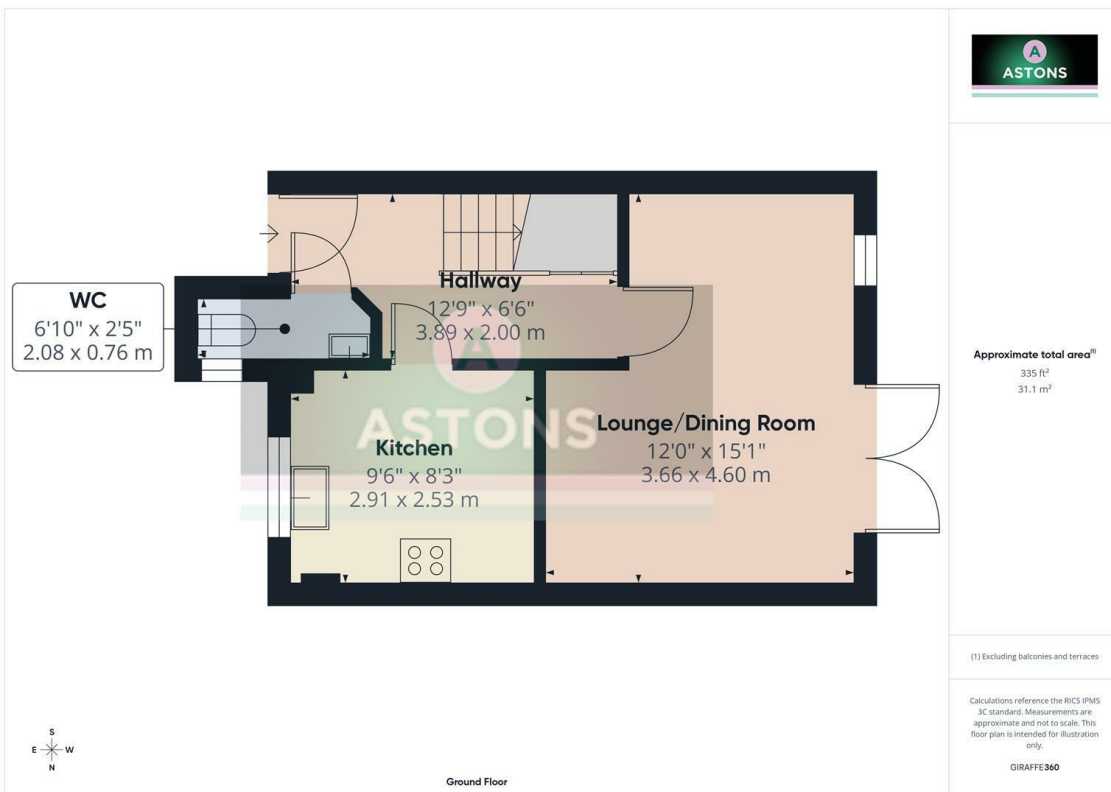 A
ASTONS
WC
6'10" x 2'5"
2.08 x 0.76 m
Hallway
12'9" x 6'6"
3.89 x 2.00 m
A
ASTONS
Lounge/Dining Room
12'0" x 15'1"
3.66 x 4.60 m
Kitchen
9'6" x 8'3"
2.91 x 2.53 m
Approximate total area(1)
335 ft²
31.1 m²
(1) Excluding balconies and terraces
Calculations reference the RICS IPMS
3C standard. Measurements are
approximate and not to scale. This
floor plan is intended for illustration
only.
GIRAFFE360
S
E W
N
Ground Floor